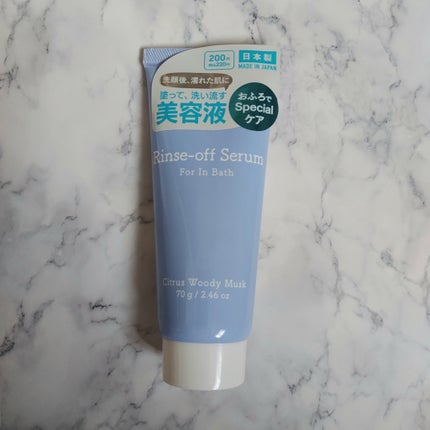 200円
税込220円
日本製
MADE IN JAPAN
洗顔後、濡れた肌に
塗って、洗い流す
美容液
おふろで
Special
ケア
Rinse-off Serum
For In Bath
Citrus Woody Musk
70 g / 2.46 oz